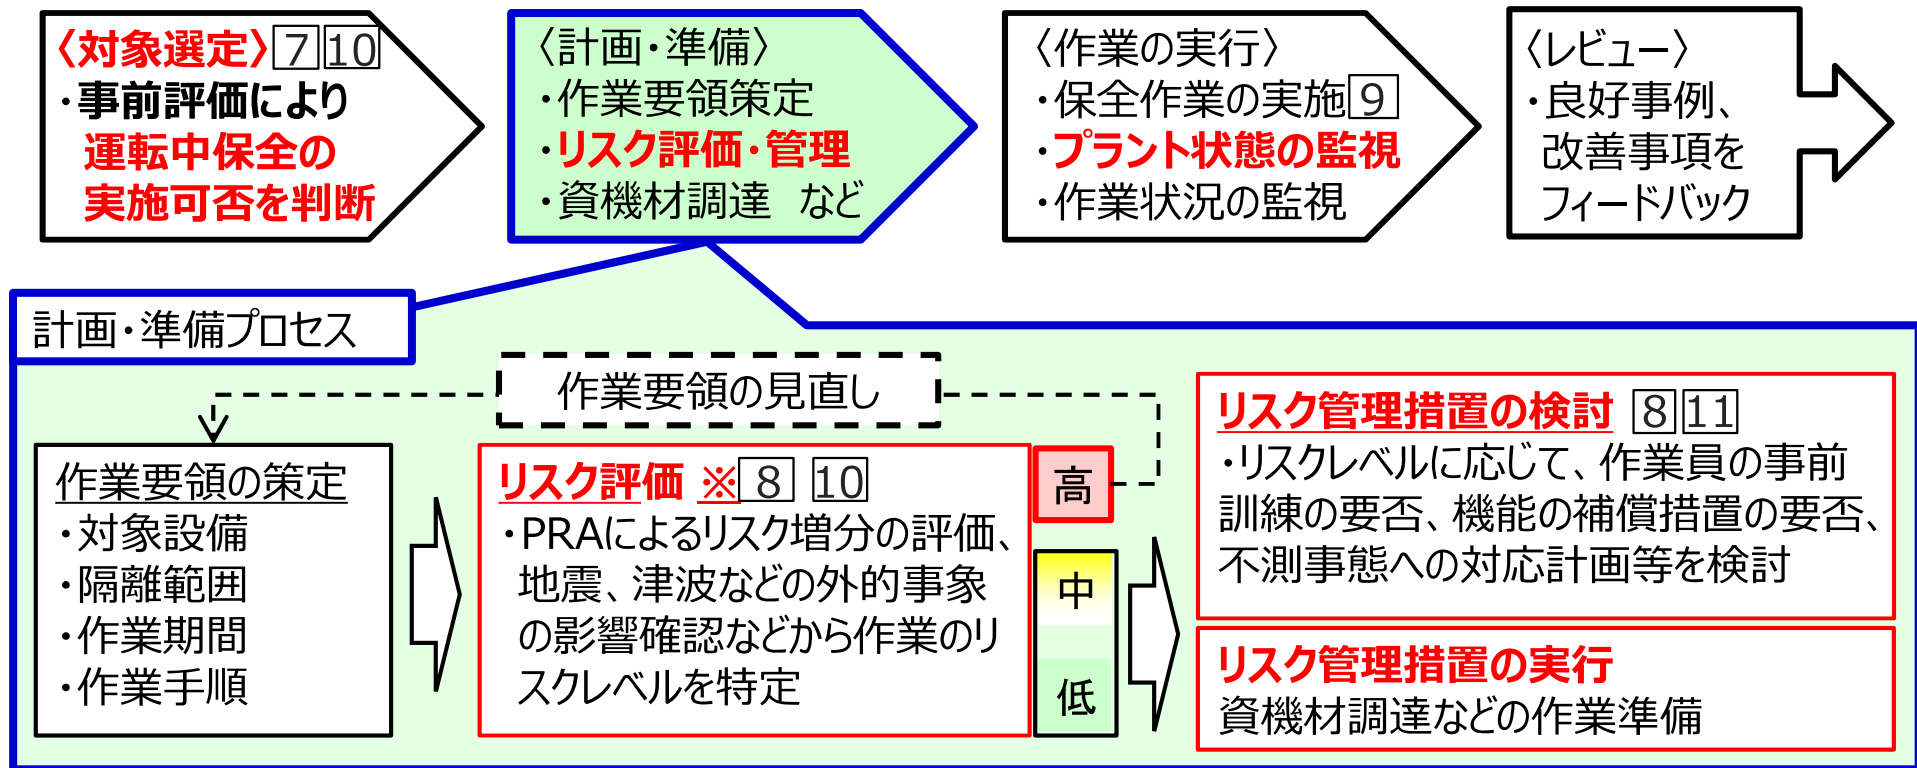 〈対象選定〉7 10
・事前評価により
運転中保全の
実施可否を判断
〈計画・準備〉
・作業要領策定
・リスク評価・管理
・資機材調達　など
〈作業の実行〉
・保全作業の実施9
・プラント状態の監視
・作業状況の監視
〈レビュー〉
・良好事例、
改善事項を
フィードバック
計画・準備プロセス
作業要領の見直し
作業要領の策定
・対象設備
・隔離範囲
・作業期間
・作業手順
リスク評価 ※8 10
・PRAによるリスク増分の評価、
地震、津波などの外的事象
の影響確認などから作業のリ
スクレベルを特定
高
中
低
リスク管理措置の検討 8 11
・リスクレベルに応じて、作業員の事前
訓練の要否、機能の補償措置の要否、
不測事態への対応計画等を検討
リスク管理措置の実行
資機材調達などの作業準備